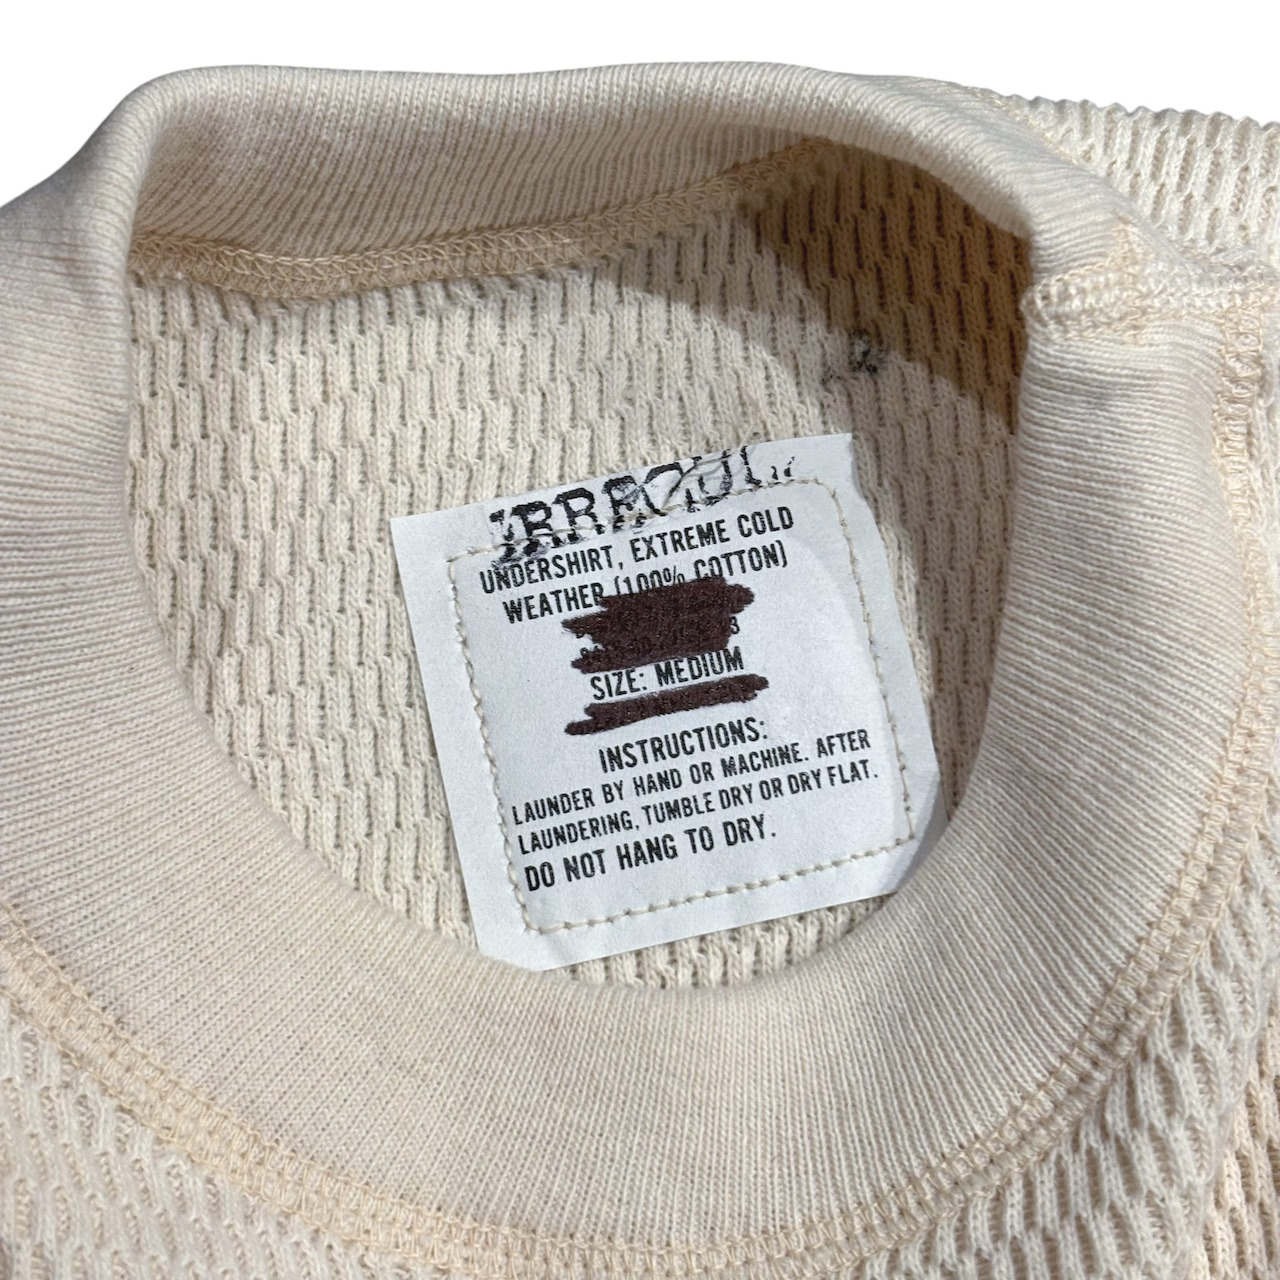 IRREGUL
UNDERSHIRT, EXTREME COLD
WEATHER (100% COTTON)
SIZE: MEDIUM
INSTRUCTIONS:
LAUNDER BY HAND OR MACHINE. AFTER
LAUNDERING, TUMBLE DRY OR DRY FLAT.
DO NOT HANG TO DRY.